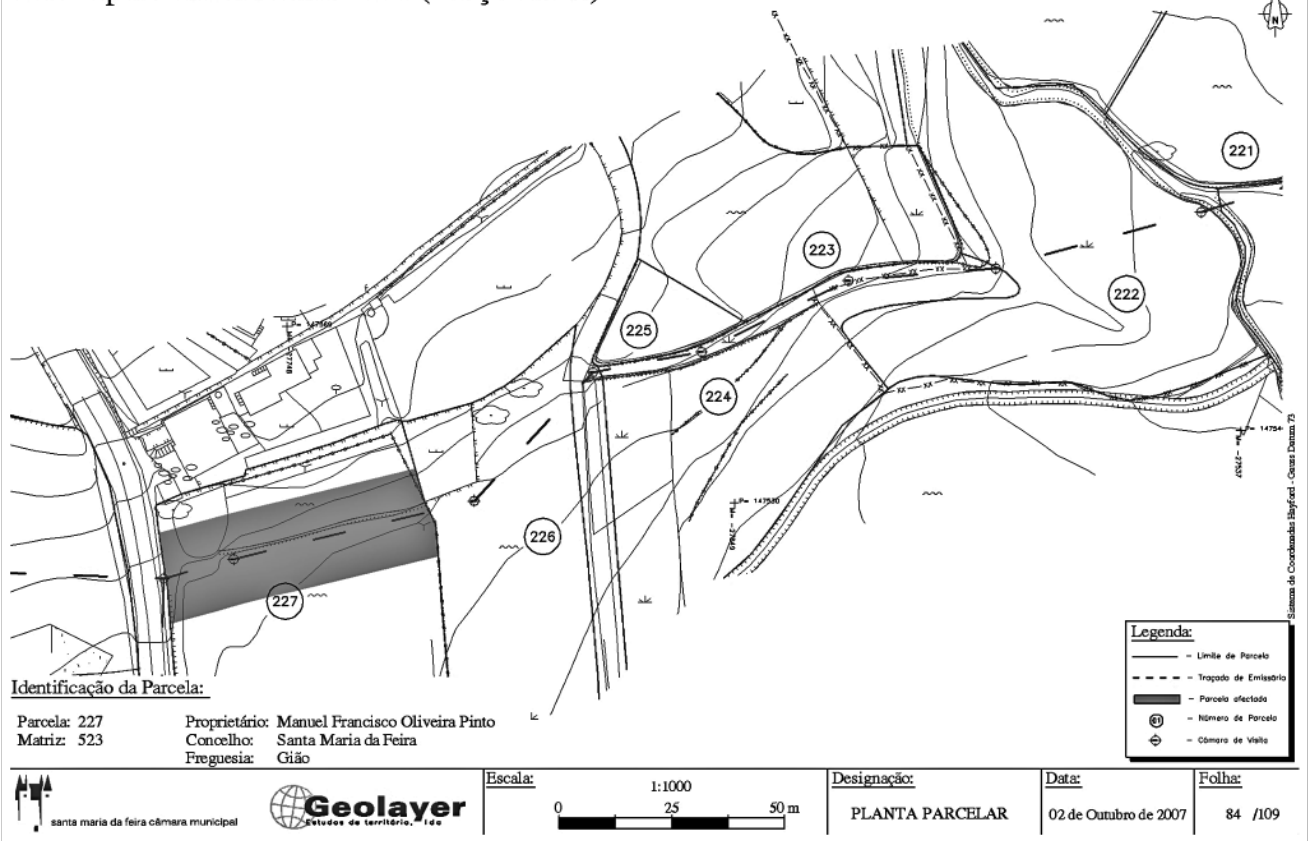 N
221
222
223
225
224
226
227
Sistema de Coordenadas Hayford - Gauss Datum 73
P= 147530
Legenda:
- Limite de Parcela
- Traçado de Emissário
- Parcela afectada
- Número de Parcela
- Câmara de Visita
Identificação da Parcela:
Parcela: 227
Matriz: 523
Proprietário: Manuel Francisco Oliveira Pinto
Concelho: Santa Maria da Feira
Freguesia: Gião
santa maria da feira câmara municipal
Geolayer
Estudos de território, lda
Escala:
1:1000
0 25 50 m
Designação:
PLANTA PARCELAR
Data:
02 de Outubro de 2007
Folha:
84 /109